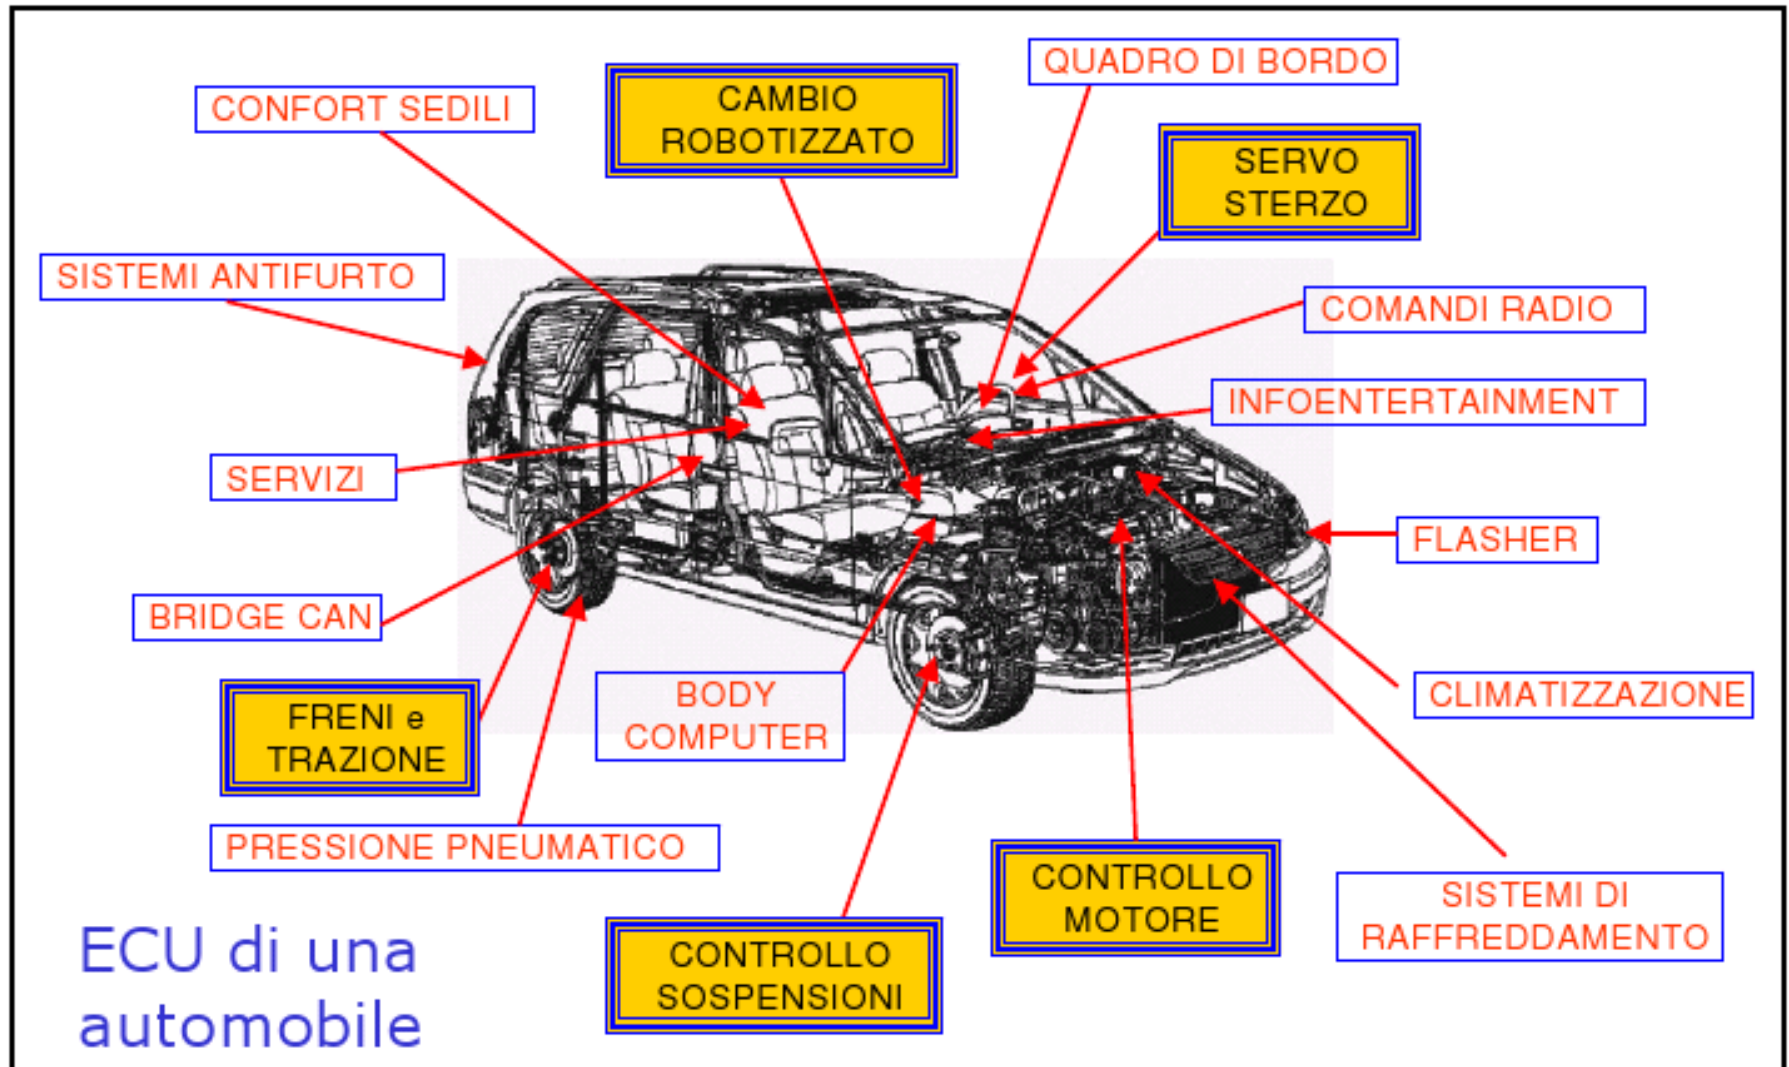 QUADRO DI BORDO
CONFORT SEDILI
CAMBIO
ROBOTIZZATO
SERVO
STERZO
SISTEMI ANTIFURTO
COMANDI RADIO
INFOENTERTAINMENT
SERVIZI
FLASHER
BRIDGE CAN
CLIMATIZZAZIONE
BODY
COMPUTER
FRENI e
TRAZIONE
PRESSIONE PNEUMATICO
CONTROLLO
MOTORE
SISTEMI DI
RAFFREDDAMENTO
CONTROLLO
SOSPENSIONI
ECU di una
automobile